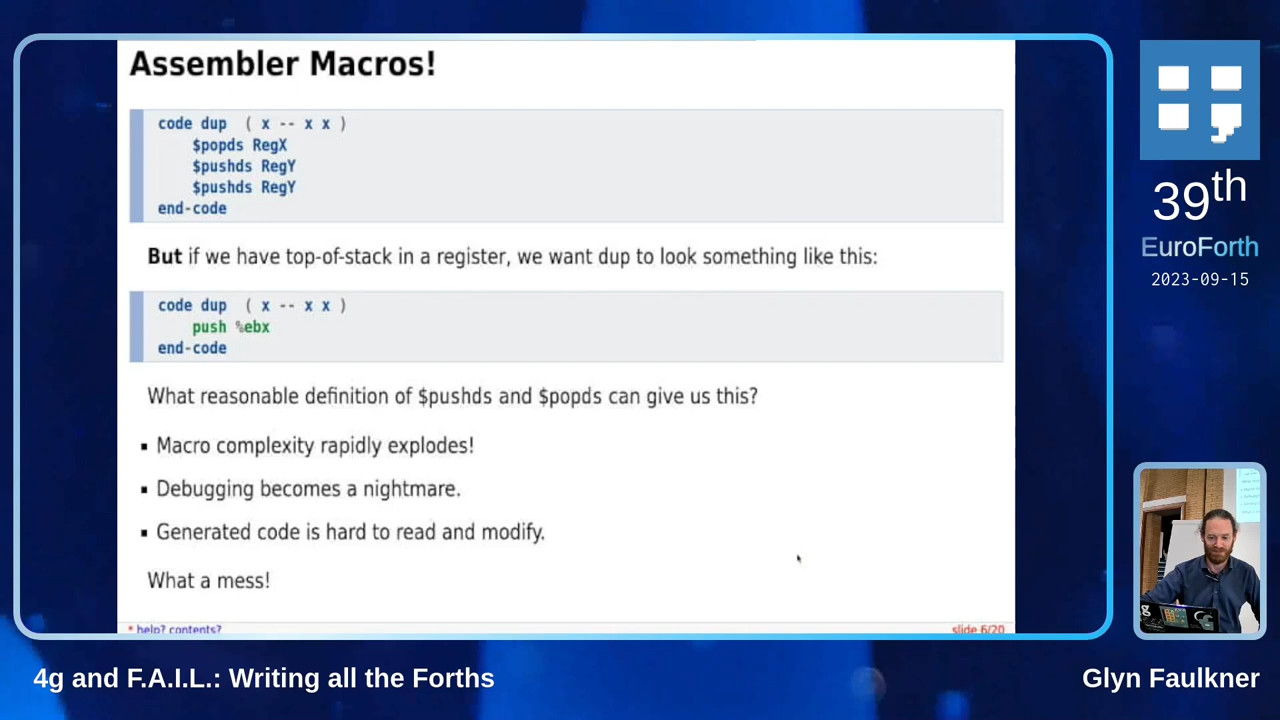 Assembler Macros!
code dup ( x -- x x )
$popds RegX
$pushds RegY
$pushds RegY
end-code
But if we have top-of-stack in a register, we want dup to look something like this:
code dup ( x -- x x )
push %ebx
end-code
What reasonable definition of $pushds and $popds can give us this?
▪ Macro complexity rapidly explodes!
▪ Debugging becomes a nightmare.
▪ Generated code is hard to read and modify.
What a mess!
* help? contents?
slide 6/20
39th
EuroForth
2023-09-15
4g and F.A.I.L.: Writing all the Forths
Glyn Faulkner